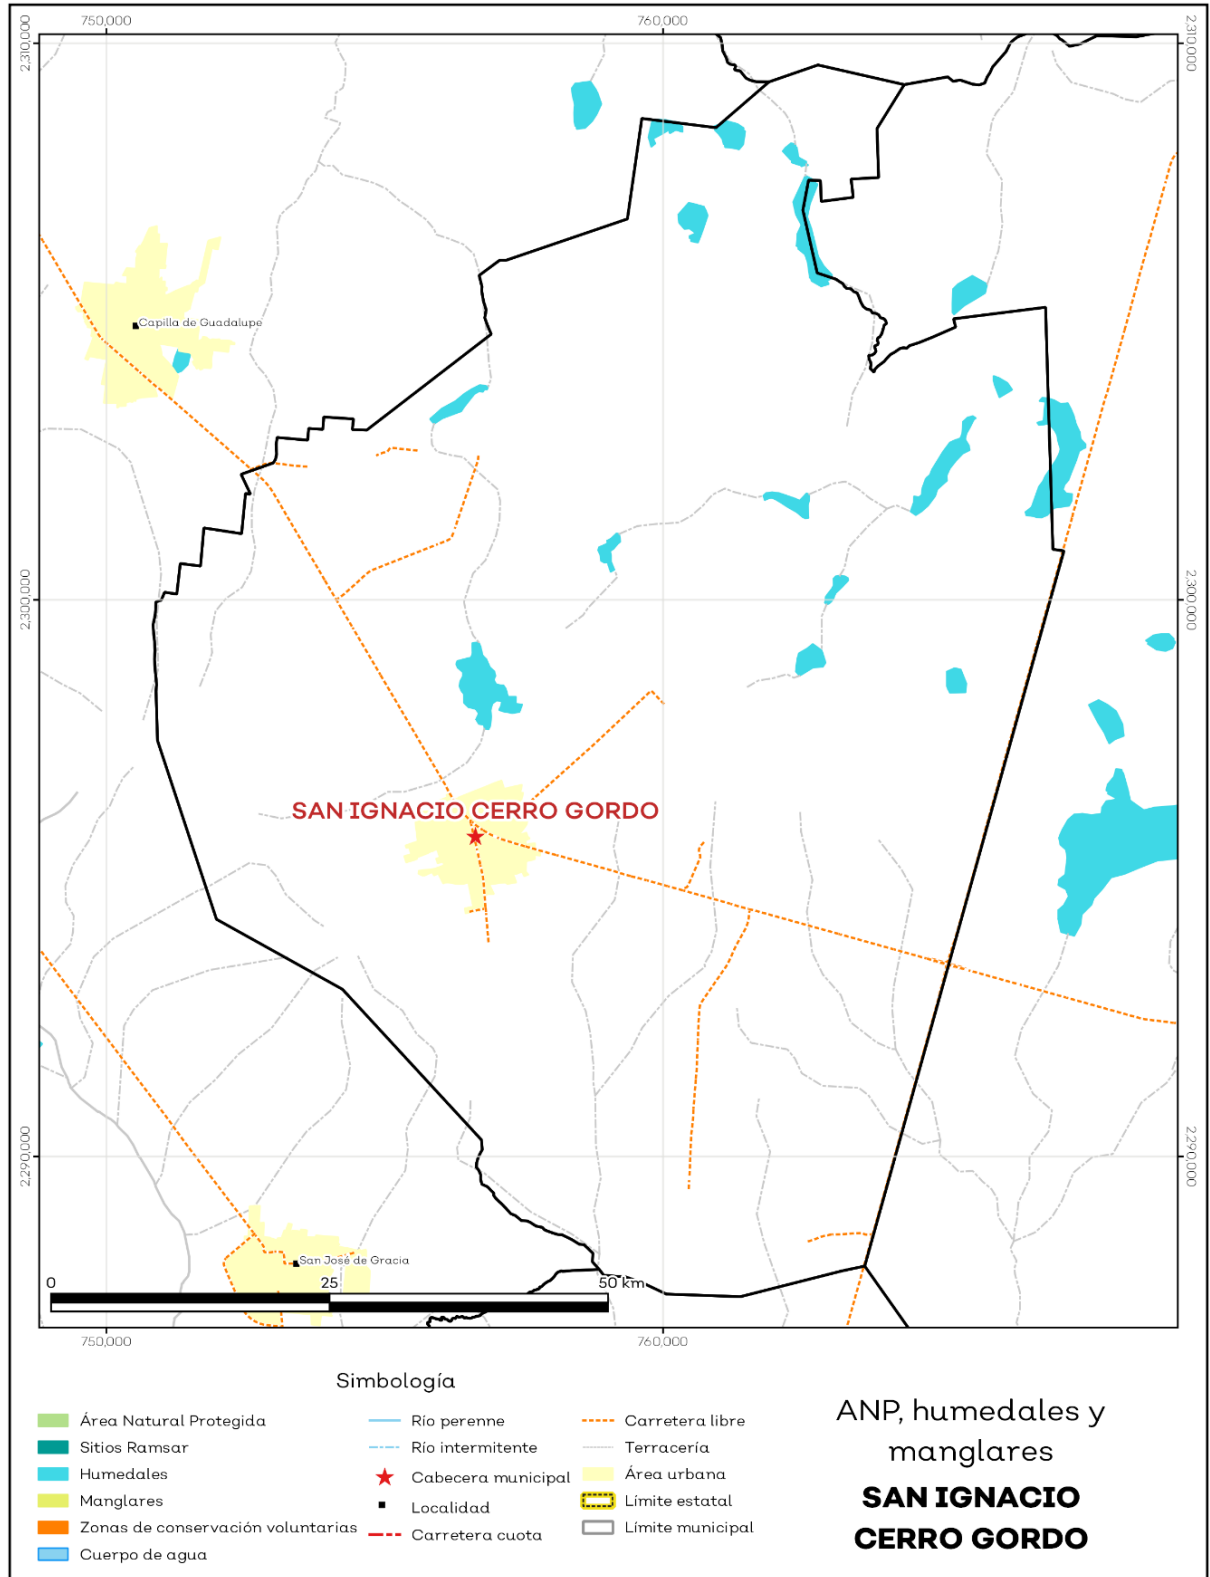 750,000
760,000
2,310,000
2,310,000
Capilla de Guadalupe
2,300,000
2,300,000
SAN IGNACIO CERRO GORDO
2,290,000
2,290,000
San José de Gracia
0
25
50 km
750,000
760,000
Simbología
Área Natural Protegida
Sitios Ramsar
Humedales
Manglares
Zonas de conservación voluntarias
Cuerpo de agua
Río perenne
Río intermitente
Cabecera municipal
Localidad
Carretera cuota
Carretera libre
Terracería
Área urbana
Límite estatal
Límite municipal
ANP, humedales y
manglares
SAN IGNACIO
CERRO GORDO